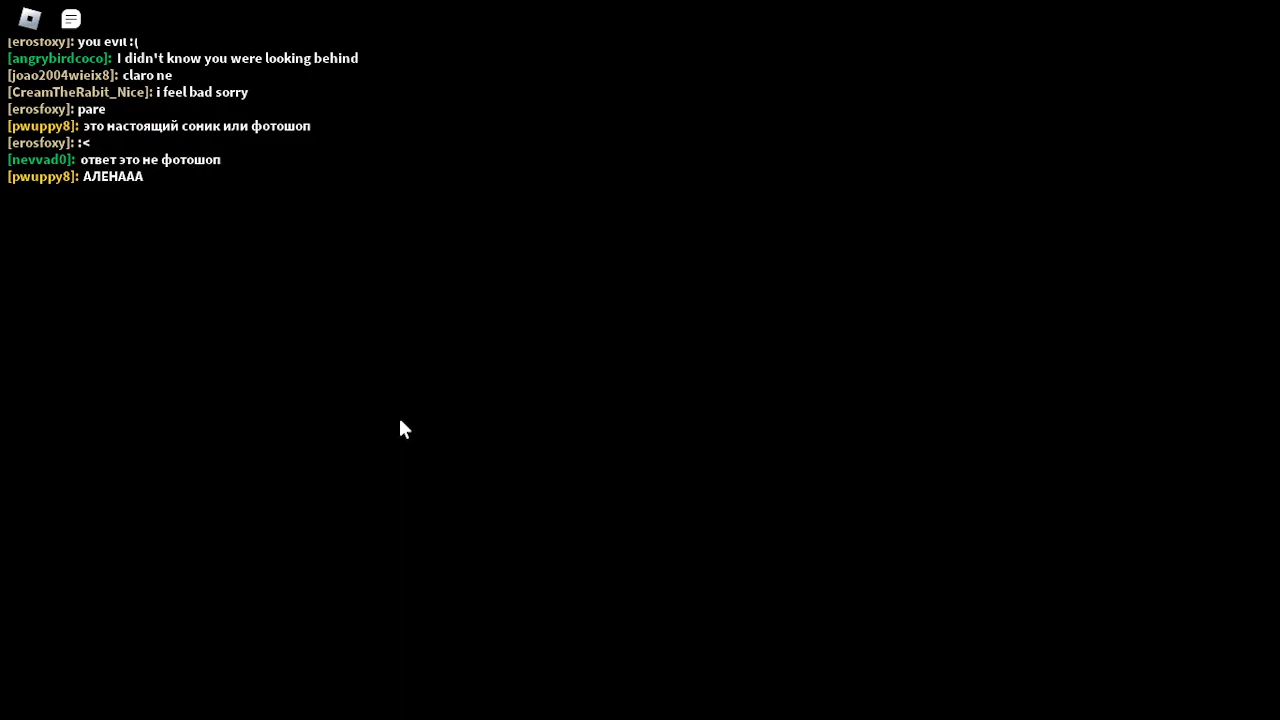 [erosfoxy]: you evil :(
[angrybirdcoco]: I didn't know you were looking behind
[joao2004wieix8]: claro ne
[CreamTheRabit_Nice]: i feel bad sorry
[erosfoxy]: pare
[pwuppy8]: это настоящий соник или фотошоп
[erosfoxy]: :<
[nevvad0]: ответ это не фотошоп
[pwuppy8]: АЛЕНААА